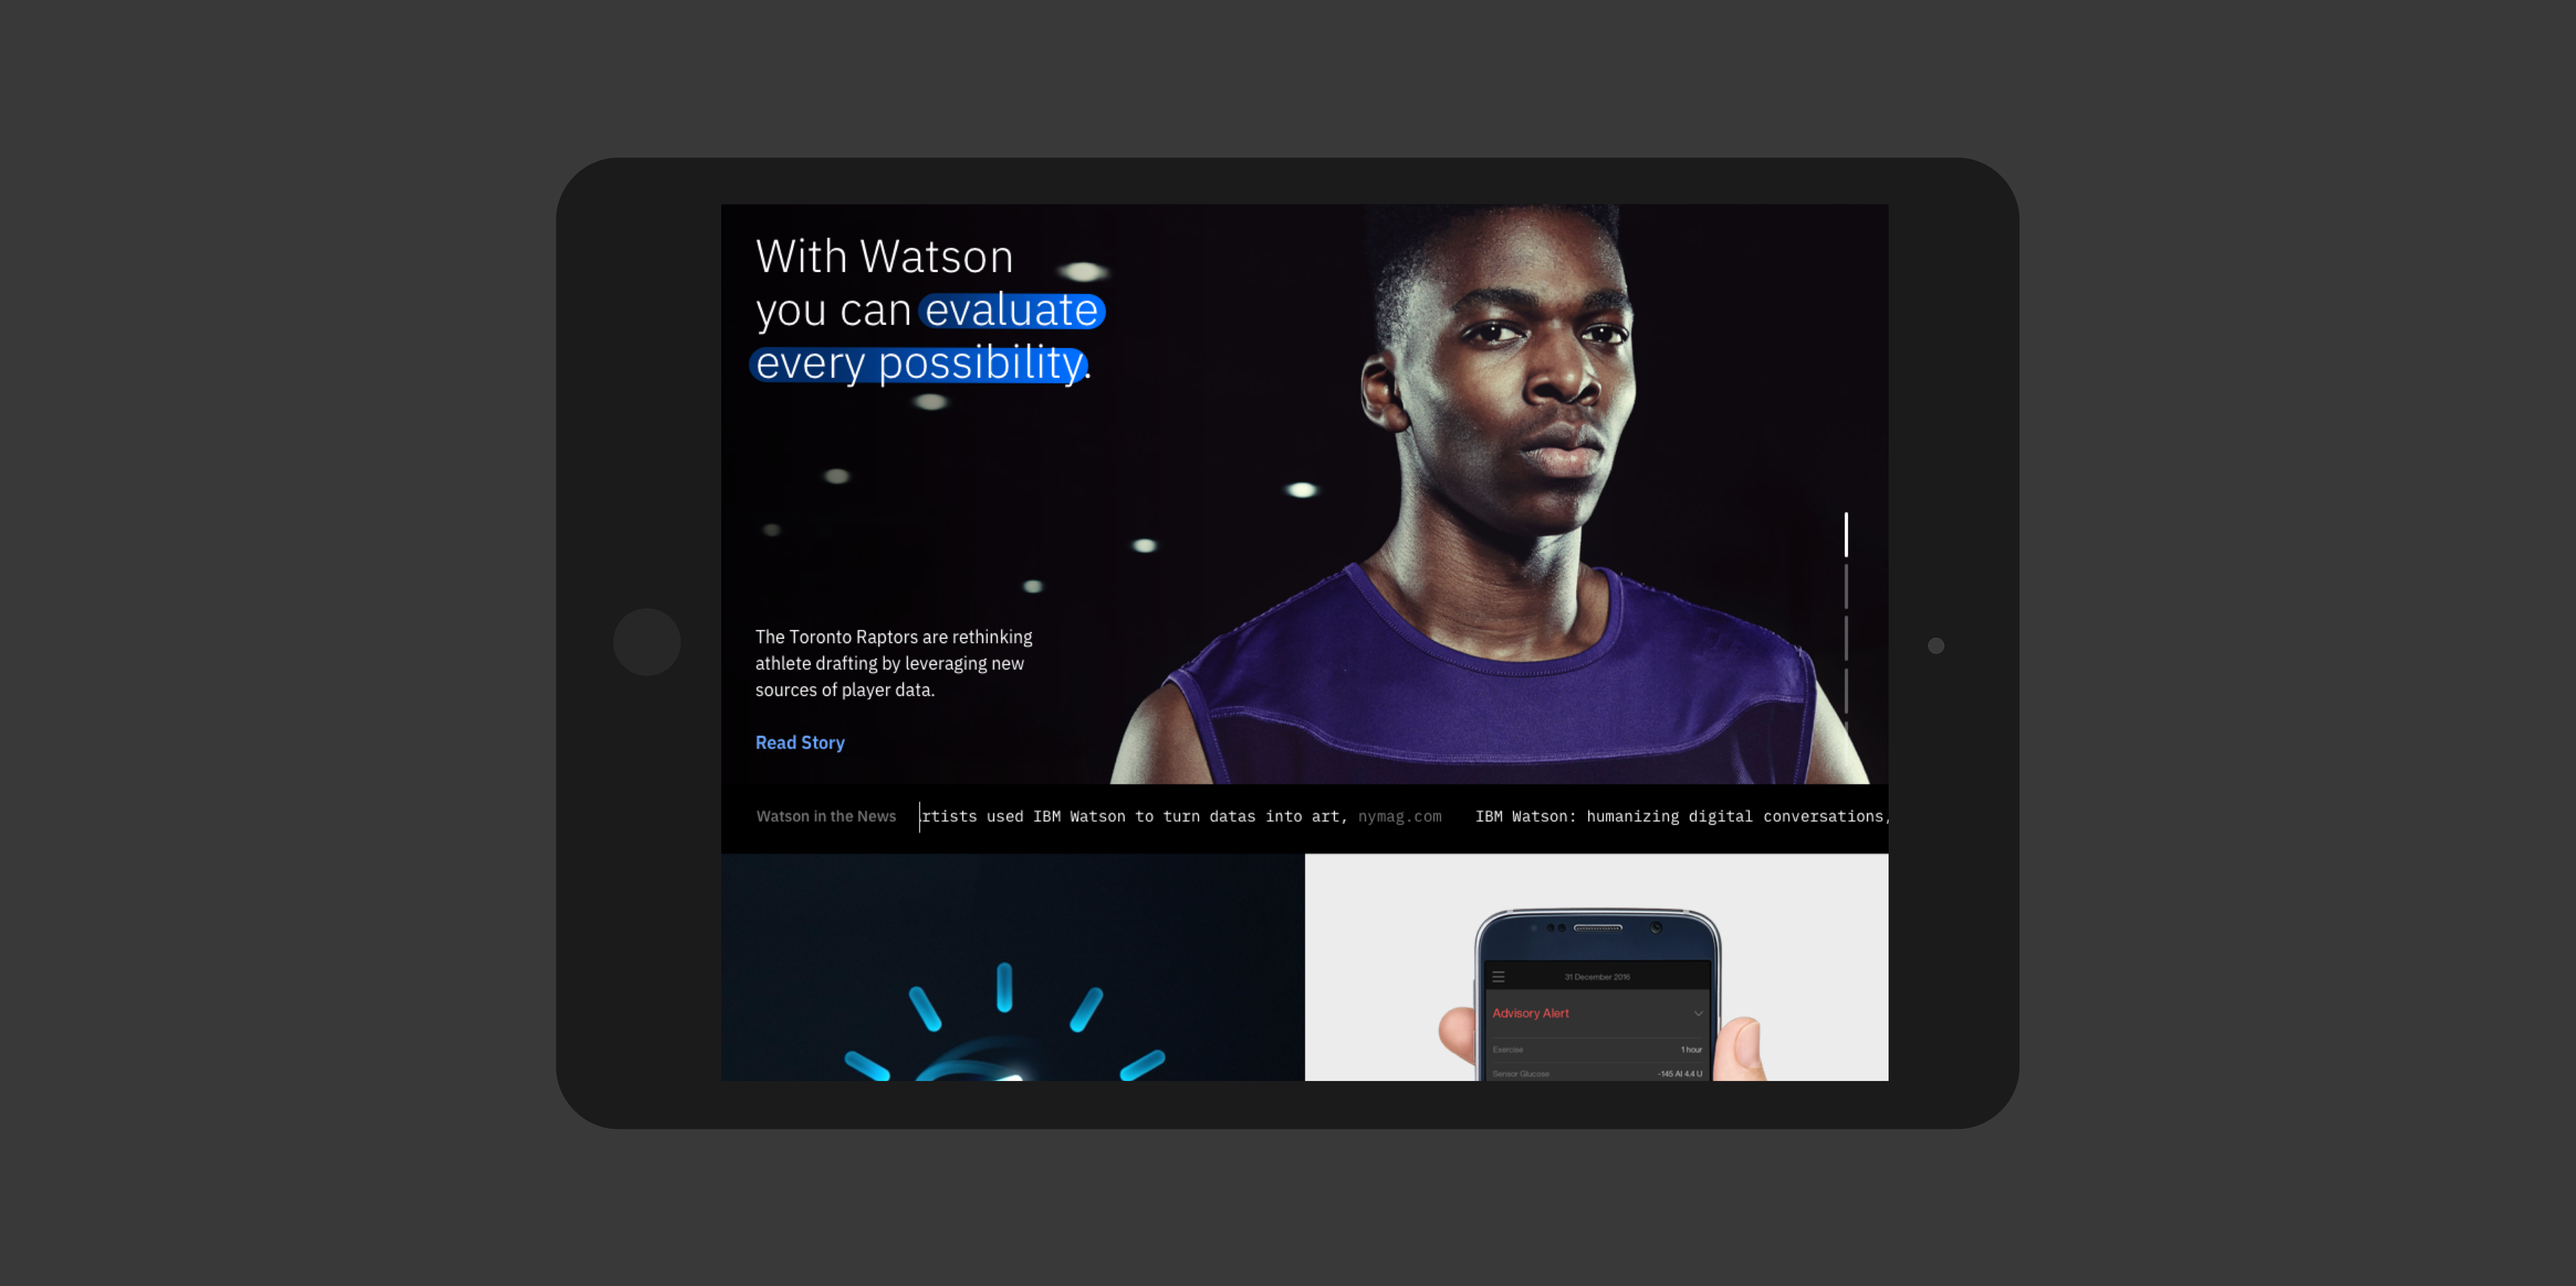 With Watson
you can evaluate
every possibility.
The Toronto Raptors are rethinking
athlete drafting by leveraging new
sources of player data.
Read Story
Watson in the News
rtists used IBM Watson to turn datas into art, nymag.com
IBM Watson: humanizing digital conversations,
31 December 2016
Advisory Alert
Exercise 1 hour
Sensor Glucose -145 AI 4.4 U